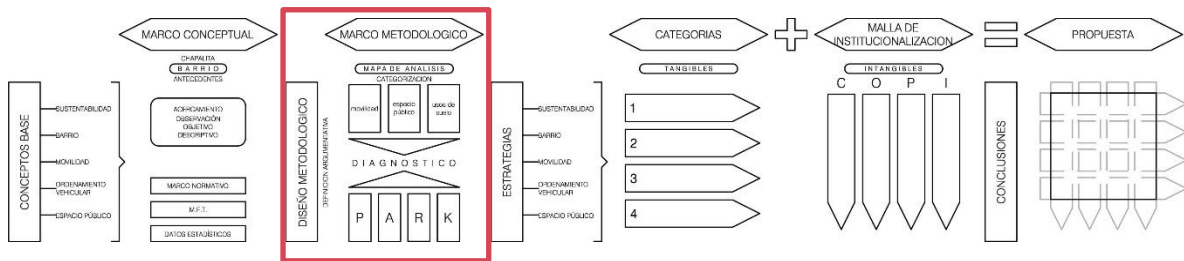 MARCO CONCEPTUAL
CHAPALITA
BARRIO
ANTECEDENTES
CONCEPTOS BASE
SUSTENTABILIDAD
BARRIO
MOVILIDAD
ORDENAMIENTO
VEHICULAR
ESPACIO PÚBLICO
ACERCAMIENTO
OBSERVACIÓN
OBJETIVO
DESCRIPTIVO
MARCO NORMATIVO
M.E.T.
DATOS ESTADÍSTICOS
MARCO METODOLOGICO
MAPA DE ANALISIS
CATEGORIZACION
DISEÑO METODOLOGICO
DEFINICION ARGUMENTATIVA
movilidad
espacio
público
usos de
suelo
DIAGNOSTICO
P A R K
ESTRATEGIAS
SUSTENTABILIDAD
BARRIO
MOVILIDAD
ORDENAMIENTO
VEHICULAR
ESPACIO PÚBLICO
CATEGORIAS
TANGIBLES
1
2
3
4
MALLA DE
INSTITUCIONALIZACION
INTANGIBLES
C O P I
CONCLUSIONES
PROPUESTA